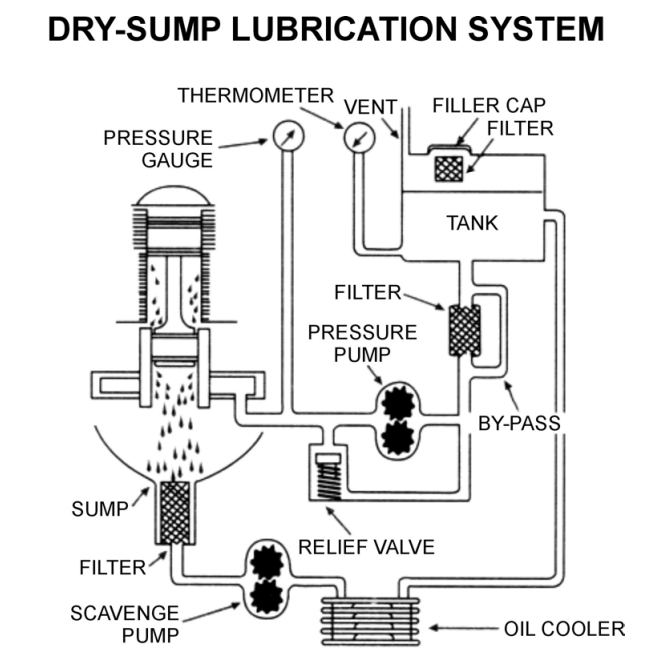 DRY-SUMP LUBRICATION SYSTEM
THERMOMETER
VENT
FILLER CAP
FILTER
PRESSURE
GAUGE
TANK
FILTER
PRESSURE
PUMP
BY-PASS
SUMP
RELIEF VALVE
FILTER
SCAVENGE
PUMP
OIL COOLER